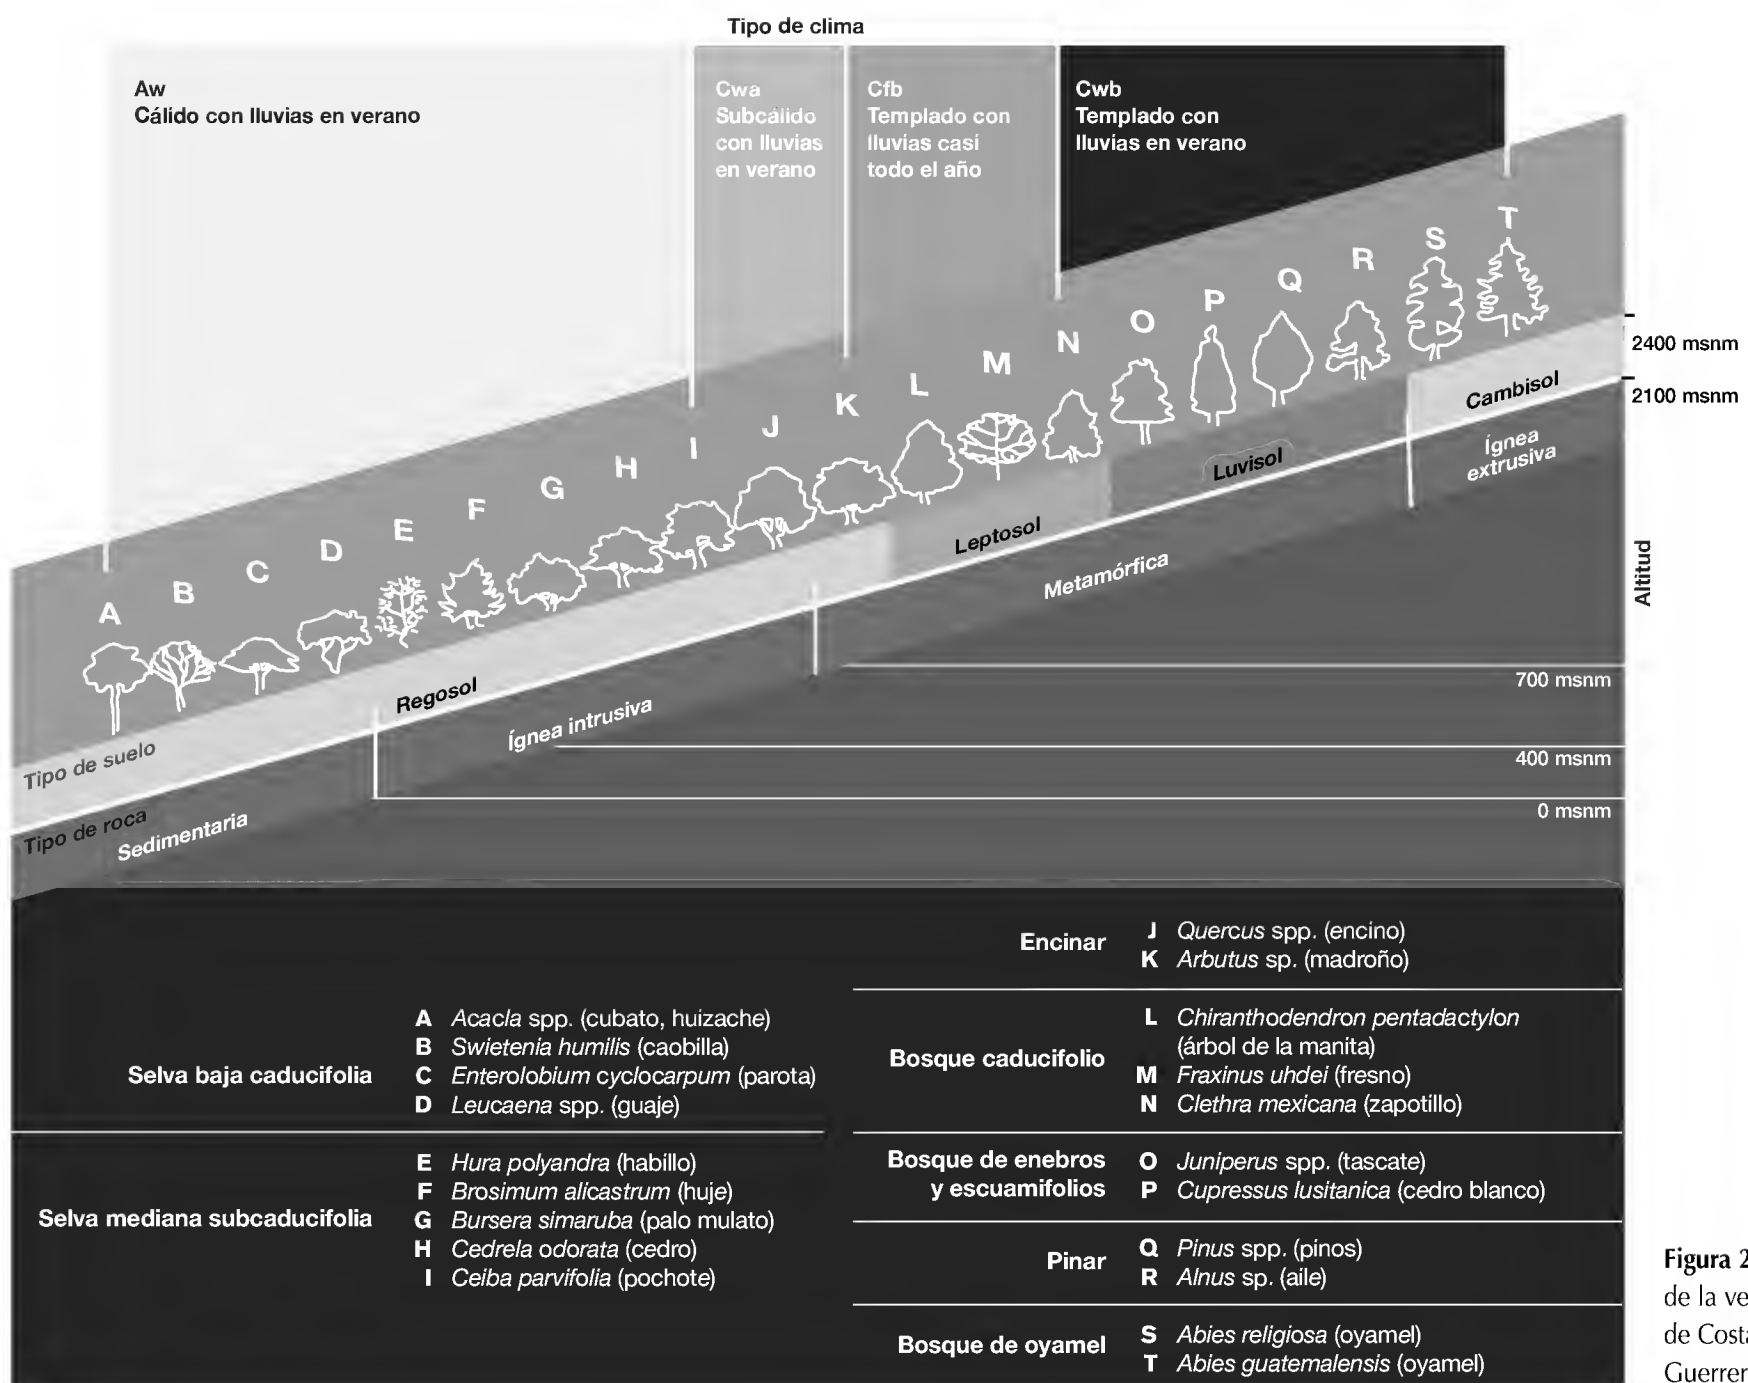 Tipo de clima
Aw
Cálido con lluvias en verano
Cwa
Subcálido
con lluvias
en verano
Cfb
Templado con
lluvias casi
todo el año
Cwb
Templado con
lluvias en verano
A
B
C
D
E
F
G
H
I
J
K
L
M
N
O
P
Q
R
S
T
2400 msnm
2100 msnm
Altitud
700 msnm
400 msnm
0 msnm
Tipo de suelo
Regosol
Leptosol
Luvisol
Cambisol
Tipo de roca
Sedimentaria
Ígnea intrusiva
Metamórfica
Ígnea
extrusiva
Selva baja caducifolia
A Acacla spp. (cubato, huizache)
B Swietenia humilis (caobilla)
C Enterolobium cyclocarpum (parota)
D Leucaena spp. (guaje)
Selva mediana subcaducifolia
E Hura polyandra (habillo)
F Brosimum alicastrum (huje)
G Bursera simaruba (palo mulato)
H Cedrela odorata (cedro)
I Ceiba parvifolia (pochote)
Encinar
J Quercus spp. (encino)
K Arbutus sp. (madroño)
Bosque caducifolio
L Chiranthodendron pentadactylon
(árbol de la manita)
M Fraxinus uhdei (fresno)
N Clethra mexicana (zapotillo)
Bosque de enebros
y escuamifolios
O Juniperus spp. (tascate)
P Cupressus lusitanica (cedro blanco)
Pinar
Q Pinus spp. (pinos)
R Alnus sp. (aile)
Bosque de oyamel
S Abies religiosa (oyamel)
T Abies guatemalensis (oyamel)
Figura 2
de la ve
de Costa
Guerrer